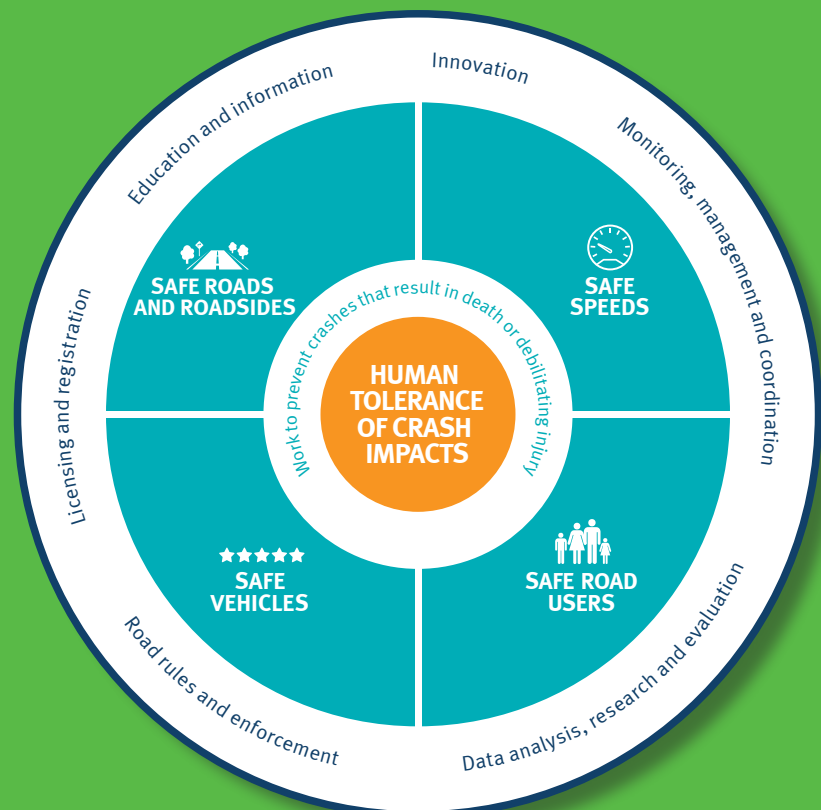 Education and information
Innovation
Monitoring, management and coordination
SAFE ROADS
AND ROADSIDES
SAFE
SPEEDS
Work to prevent crashes that result in death or debilitating injury
HUMAN
TOLERANCE
OF CRASH
IMPACTS
Licensing and registration
SAFE
VEHICLES
SAFE ROAD
USERS
Road rules and enforcement
Data analysis, research and evaluation